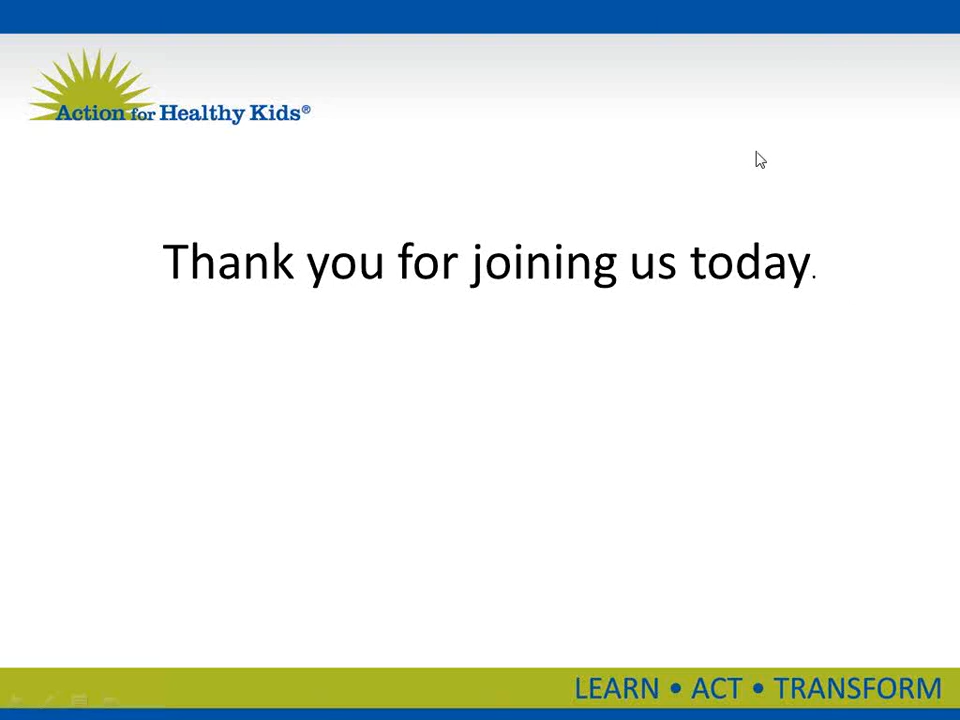 Action for Healthy Kids®
Thank you for joining us today.
LEARN • ACT • TRANSFORM